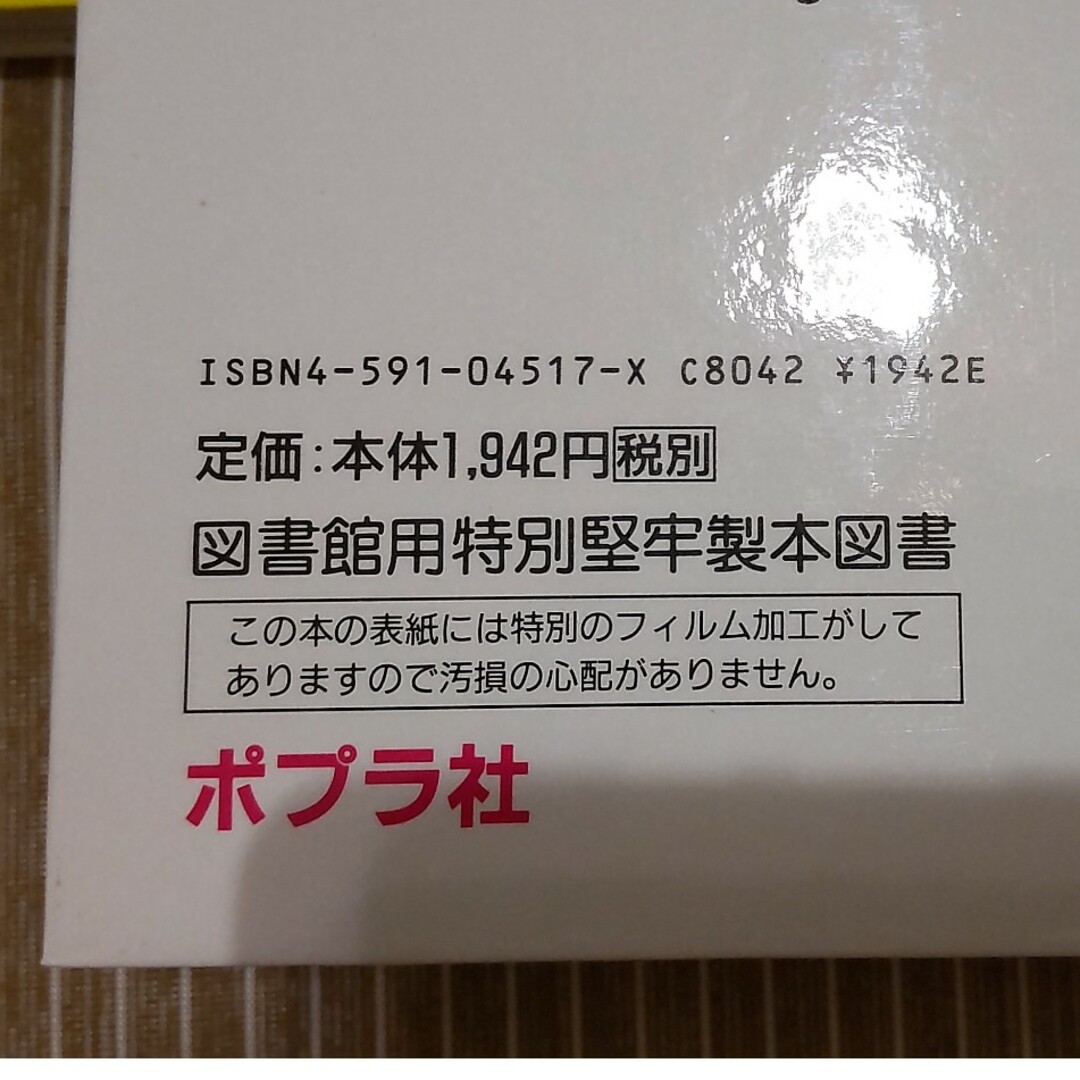 ISBN4-591-04517-X C8042 ¥1942E
定価:本体1,942円税別
図書館用特別堅牢製本図書
この本の表紙には特別のフィルム加工がして
ありますので汚損の心配がありません。
ポプラ社